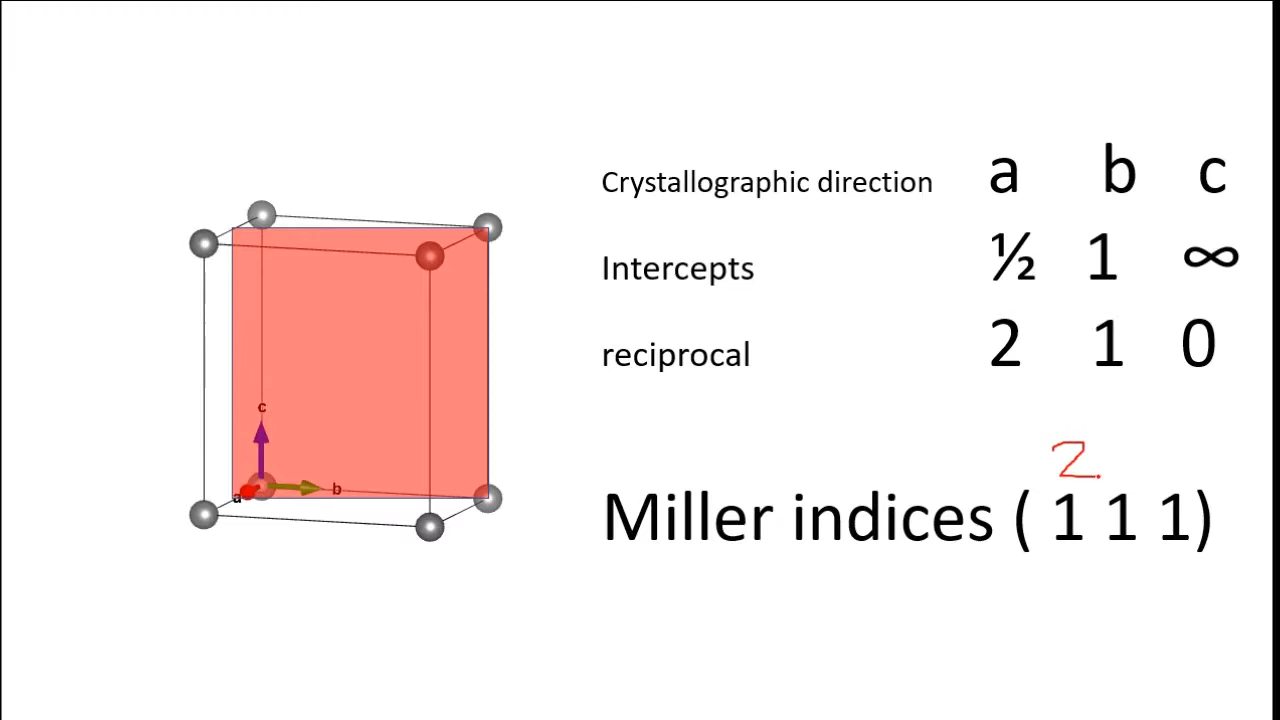 Crystallographic direction a b c
Intercepts ½ 1 ∞
reciprocal 2 1 0
c
a
b
2.
Miller indices ( 1 1 1)